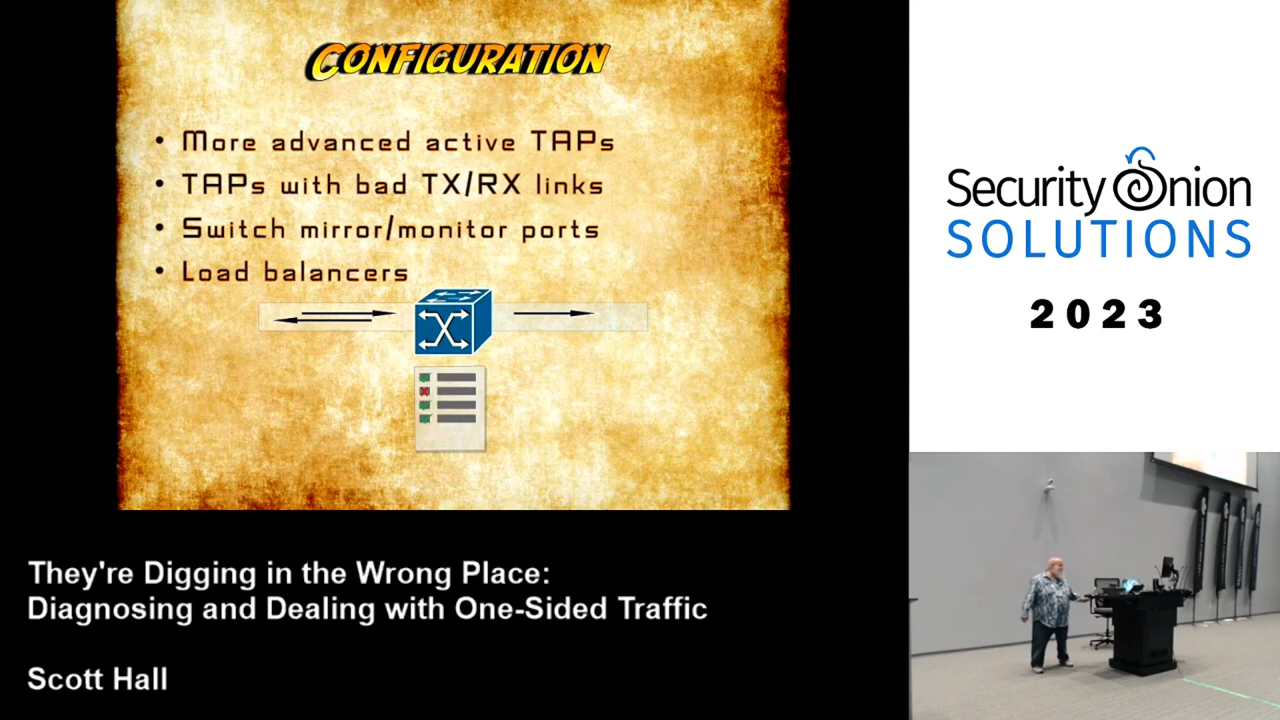 CONFIGURATION
• More advanced active TAPs
• TAPs with bad TX/RX links
• Switch mirror/monitor ports
• Load balancers
Security Onion
SOLUTIONS
2023
They're Digging in the Wrong Place:
Diagnosing and Dealing with One-Sided Traffic
Scott Hall